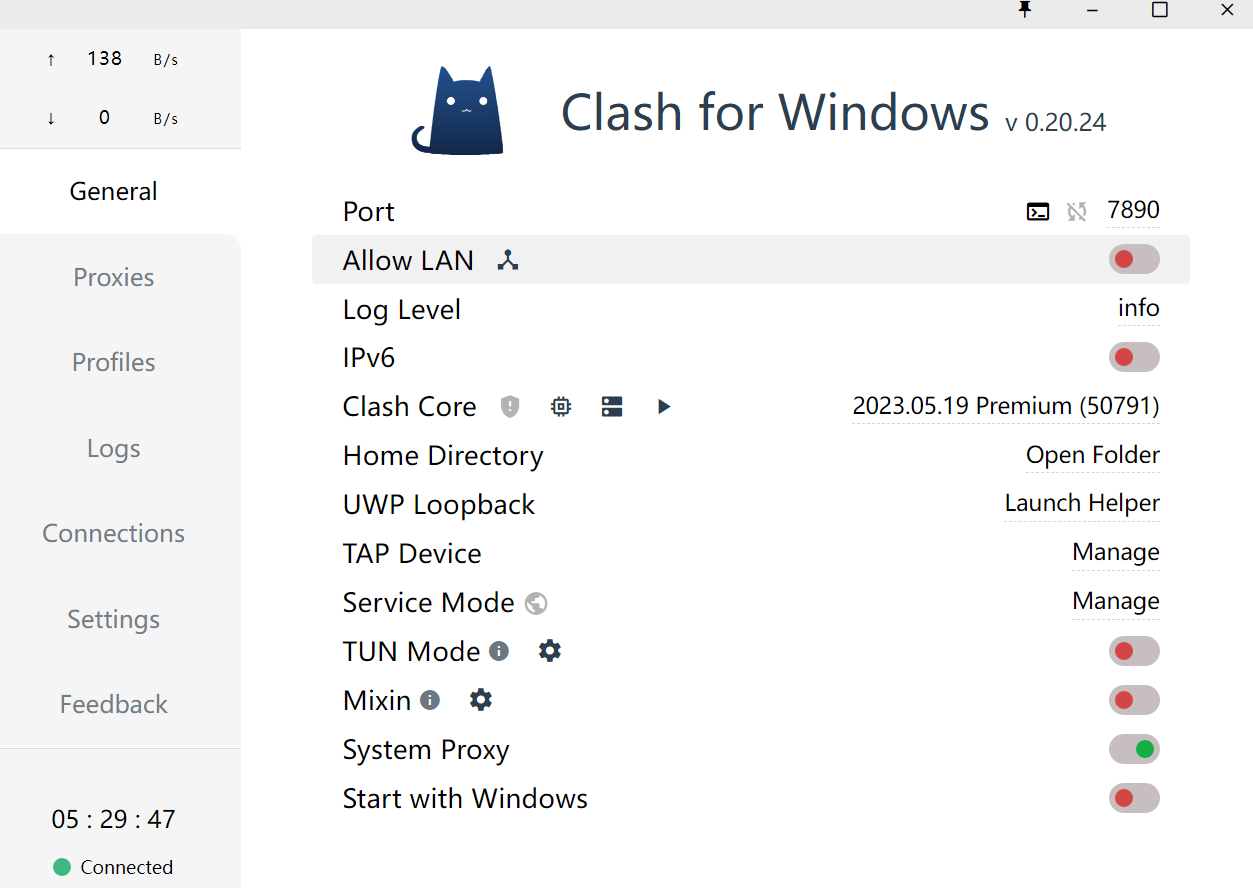 ↑ 138 B/s
↓ 0 B/s
General
Proxies
Profiles
Logs
Connections
Settings
Feedback
05 : 29 : 47
Connected
Clash for Windows v 0.20.24
Port 7890
Allow LAN
Log Level info
IPv6
Clash Core 2023.05.19 Premium (50791)
Home Directory Open Folder
UWP Loopback Launch Helper
TAP Device Manage
Service Mode Manage
TUN Mode
Mixin
System Proxy
Start with Windows